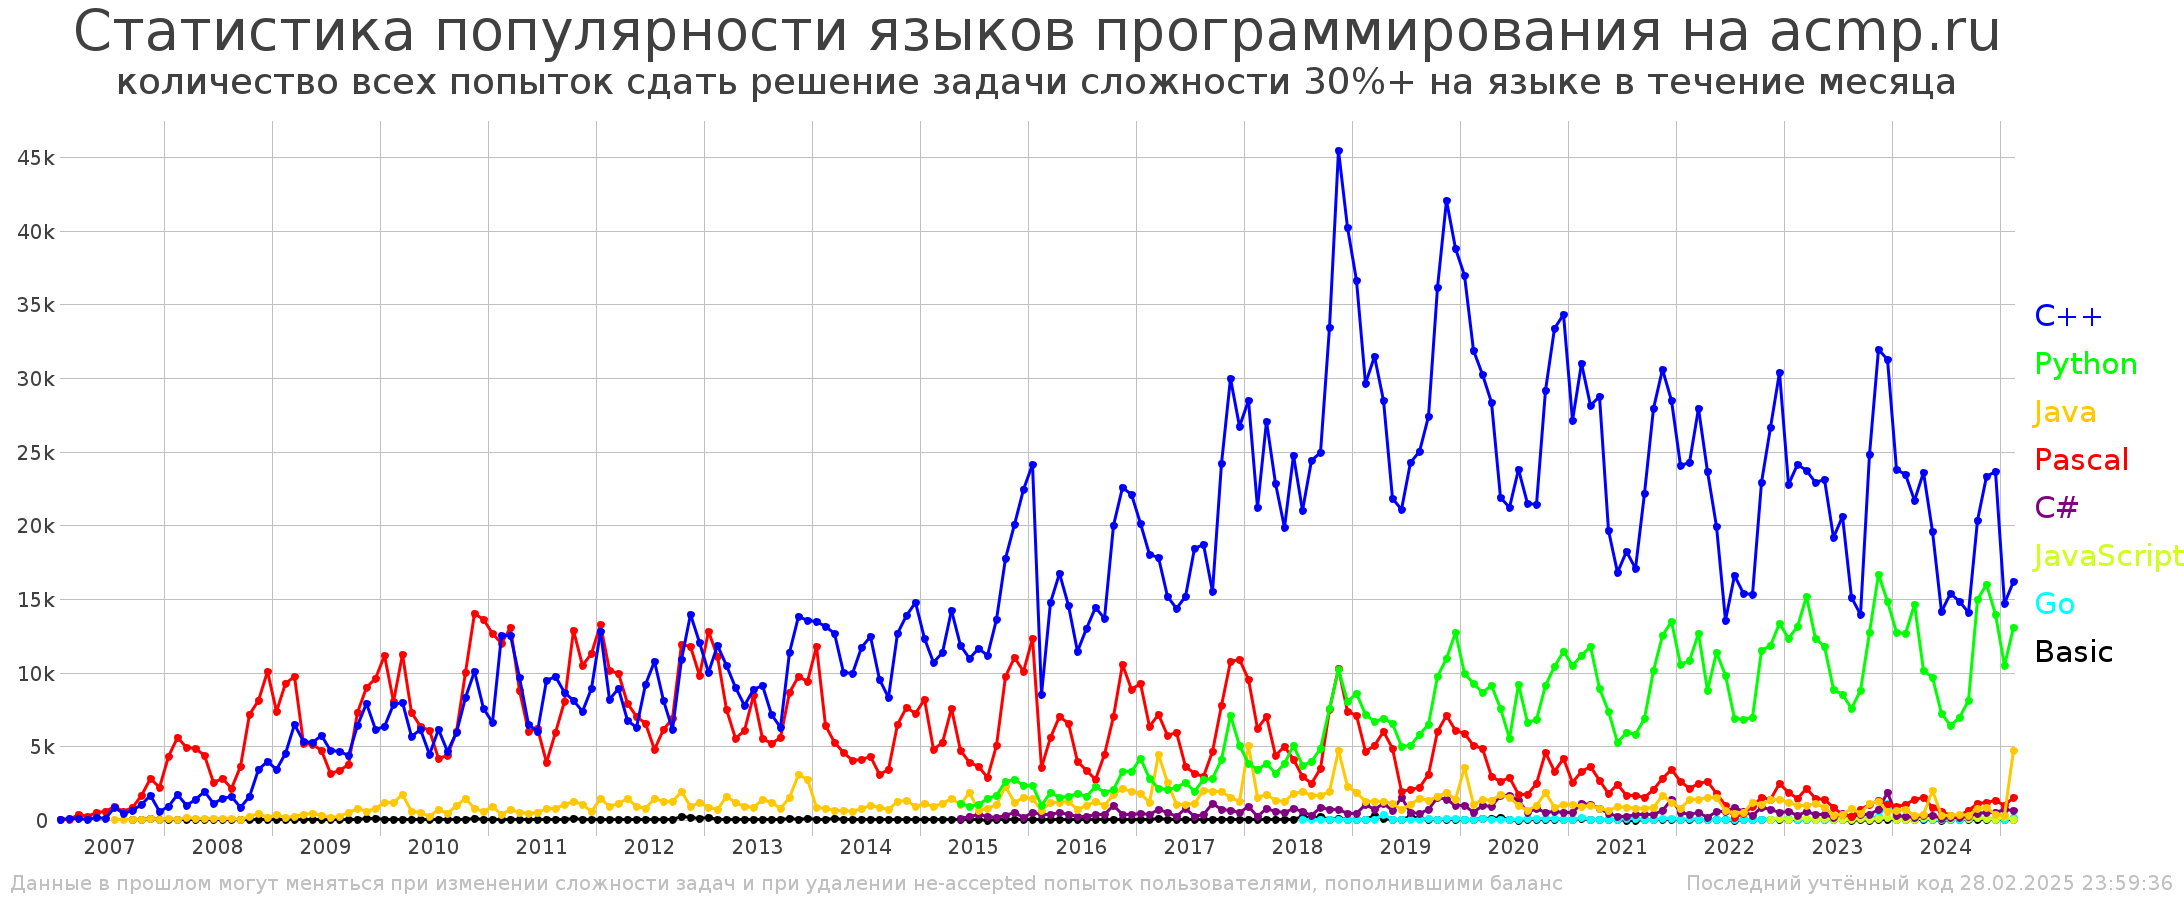 Статистика популярности языков программирования на acmp.ru
количество всех попыток сдать решение задачи сложности 30%+ на языке в течение месяца
45k
40k
35k
30k
25k
20k
15k
10k
5k
0
C++
Python
Java
Pascal
C#
JavaScript
Go
Basic
2007 2008 2009 2010 2011 2012 2013 2014 2015 2016 2017 2018 2019 2020 2021 2022 2023 2024
Данные в прошлом могут меняться при изменении сложности задач и при удалении не-accepted попыток пользователями, пополнившими баланс
Последний учтённый код 28.02.2025 23:59:36